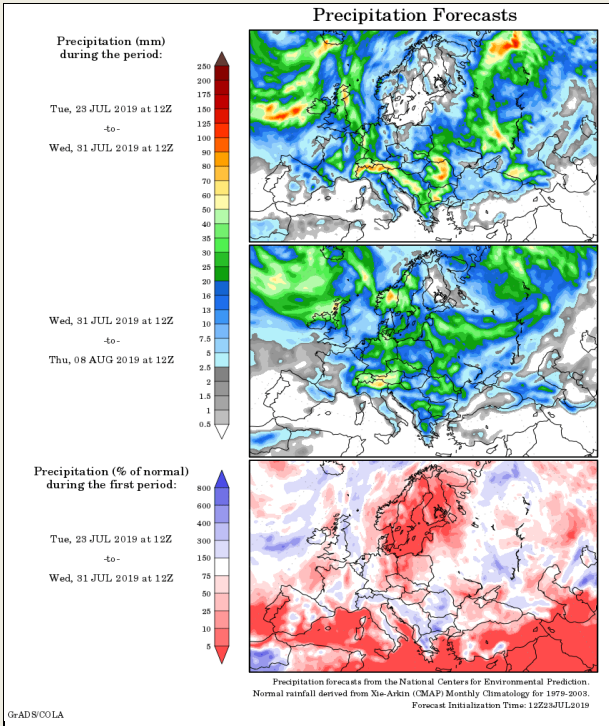 Precipitation Forecasts
Precipitation (mm)
during the period:
Tue, 23 JUL 2019 at 12Z
-to-
Wed, 31 JUL 2019 at 12Z
250
200
175
150
125
100
90
80
70
60
50
40
35
30
25
20
16
13
10
7.5
5
2.5
2
1.5
1
0.5
Wed, 31 JUL 2019 at 12Z
-to-
Thu, 08 AUG 2019 at 12Z
Precipitation (% of normal)
during the first period:
Tue, 23 JUL 2019 at 12Z
-to-
Wed, 31 JUL 2019 at 12Z
800
600
400
300
150
75
50
25
10
5
Precipitation forecasts from the National Centers for Environmental Prediction.
Normal rainfall derived from Xie-Arkin (CMAP) Monthly Climatology for 1979-2003.
Forecast Initialization Time: 12Z23JUL2019
GrADS/COLA